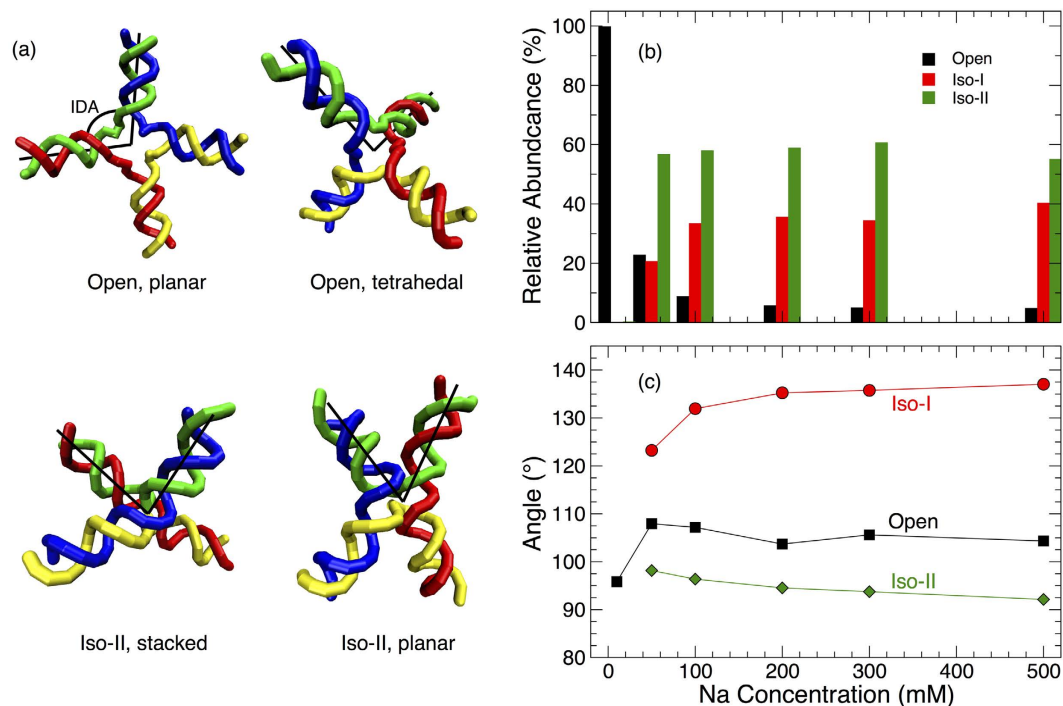 (a)
IDA
Open, planar
Open, tetrahedal
Iso-II, stacked
Iso-II, planar
(b)
Open
Iso-I
Iso-II
Relative Abundcance (%)
100
80
60
40
20
0
(c)
Iso-I
Open
Iso-II
Angle (°)
140
130
120
110
100
90
80
0 100 200 300 400 500
Na Concentration (mM)